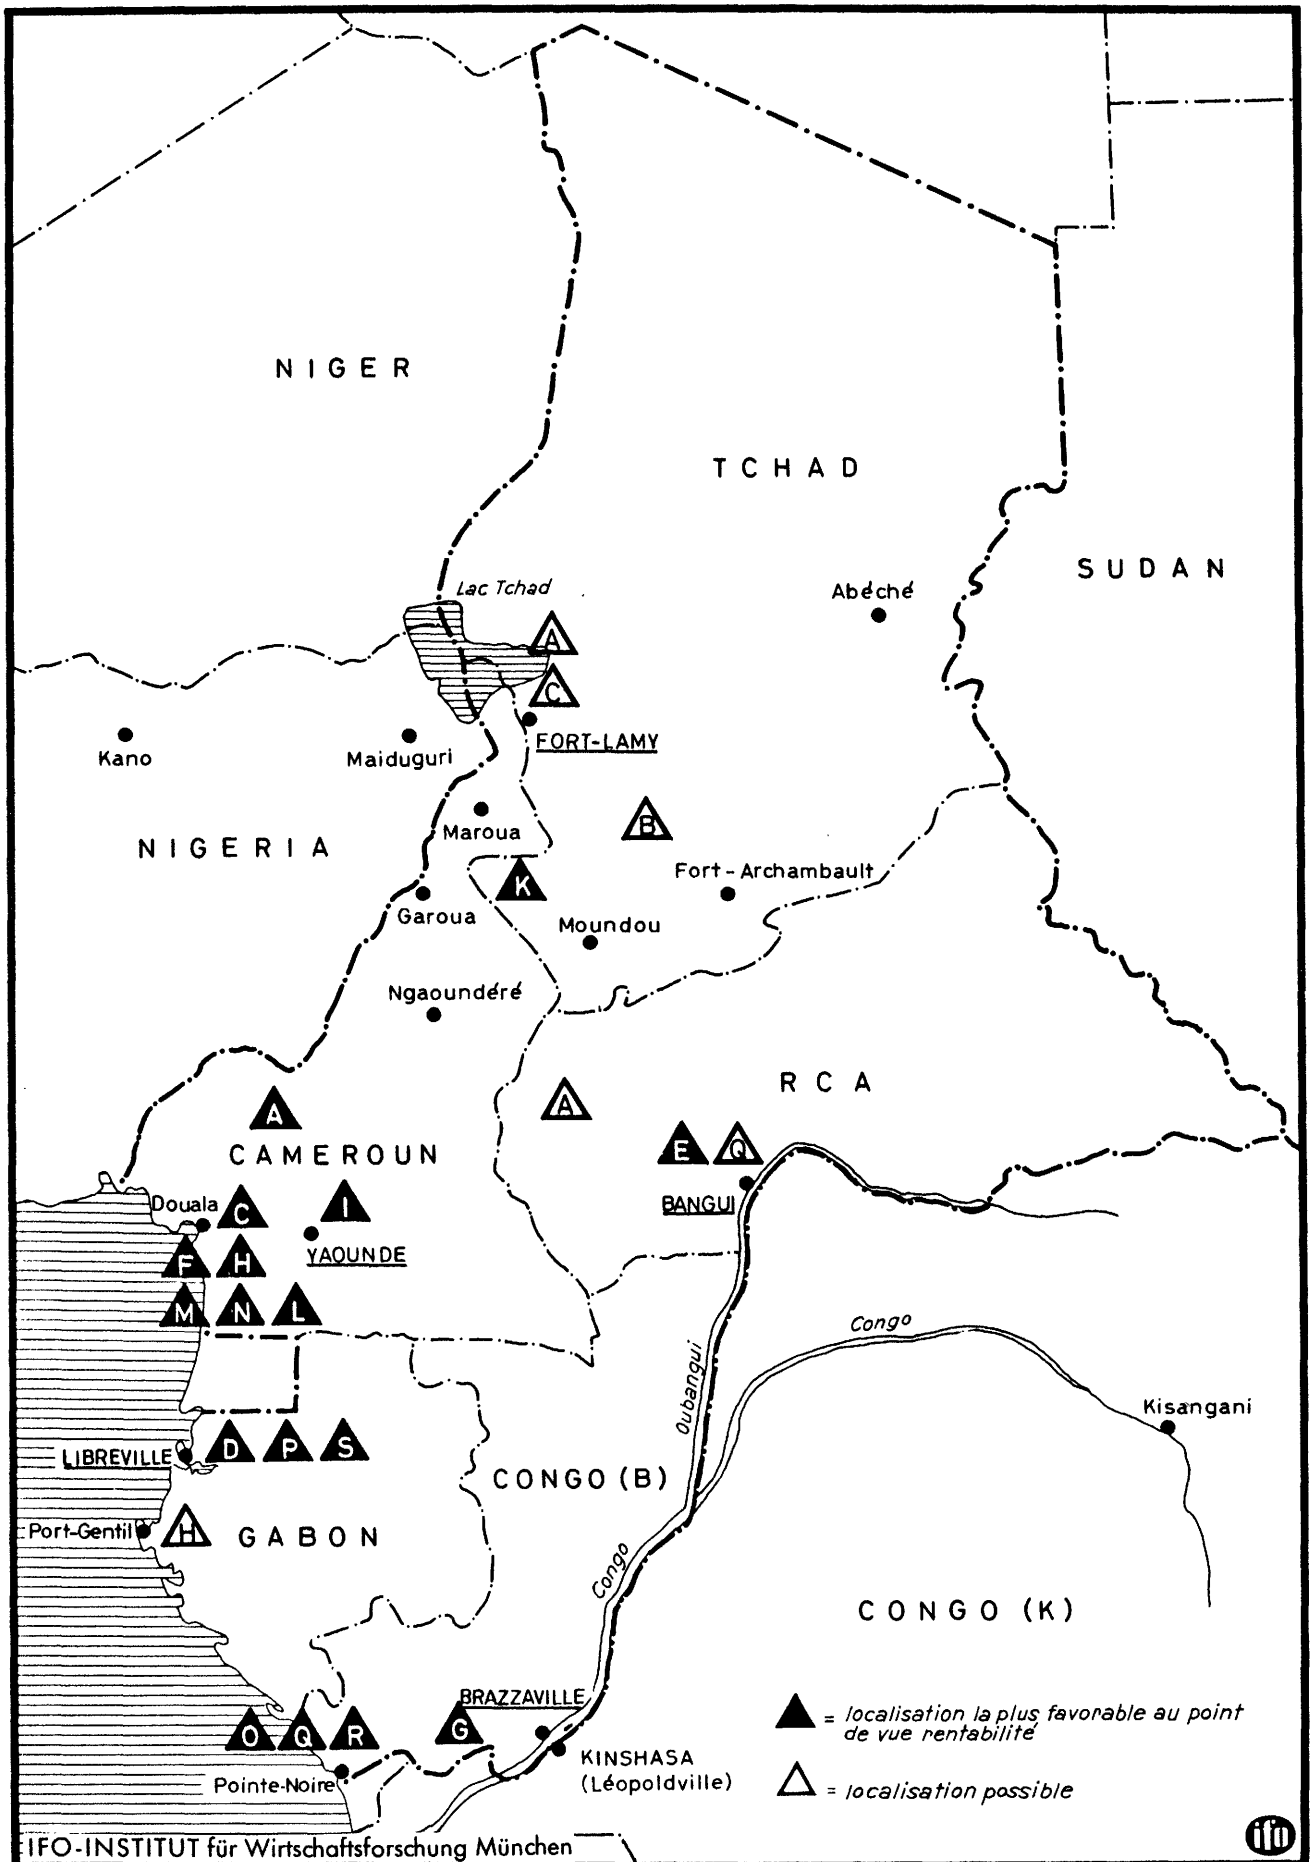 NIGER
TCHAD
SUDAN
Lac Tchad
Abéché
A
C
FORT-LAMY
Kano
Maiduguri
Maroua
B
NIGERIA
K
Fort-Archambault
Garoua
Moundou
Ngaoundéré
RCA
A
A
CAMEROUN
E
Q
BANGUI
Douala
C
I
YAOUNDE
F
H
M
N
L
Congo
Oubangui
Kisangani
LIBREVILLE
D
P
S
CONGO (B)
Port-Gentil
H
GABON
Congo
CONGO (K)
BRAZZAVILLE
O
Q
R
G
Pointe-Noire
KINSHASA
(Léopoldville)
= localisation la plus favorable au point
de vue rentabilité
= localisation possible
IFO-INSTITUT für Wirtschaftsforschung München
ifo